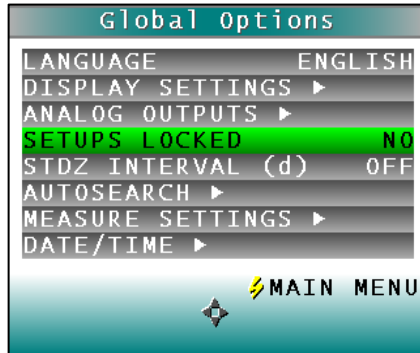 Global Options
LANGUAGE ENGLISH
DISPLAY SETTINGS ▶
ANALOG OUTPUTS ▶
SETUPS LOCKED NO
STDZ INTERVAL (d) OFF
AUTOSEARCH ▶
MEASURE SETTINGS ▶
DATE/TIME ▶
MAIN MENU